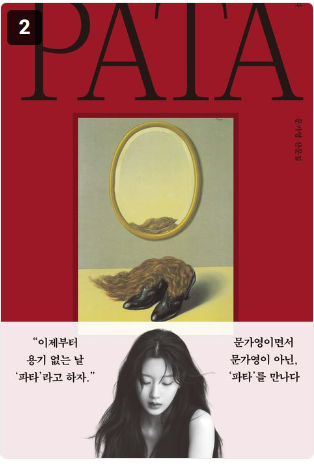 2
PATA
문가영 산문집
“이제부터
용기 없는 날
‘파타’라고 하자.”
문가영이면서
문가영이 아닌,
‘파타’를 만나다